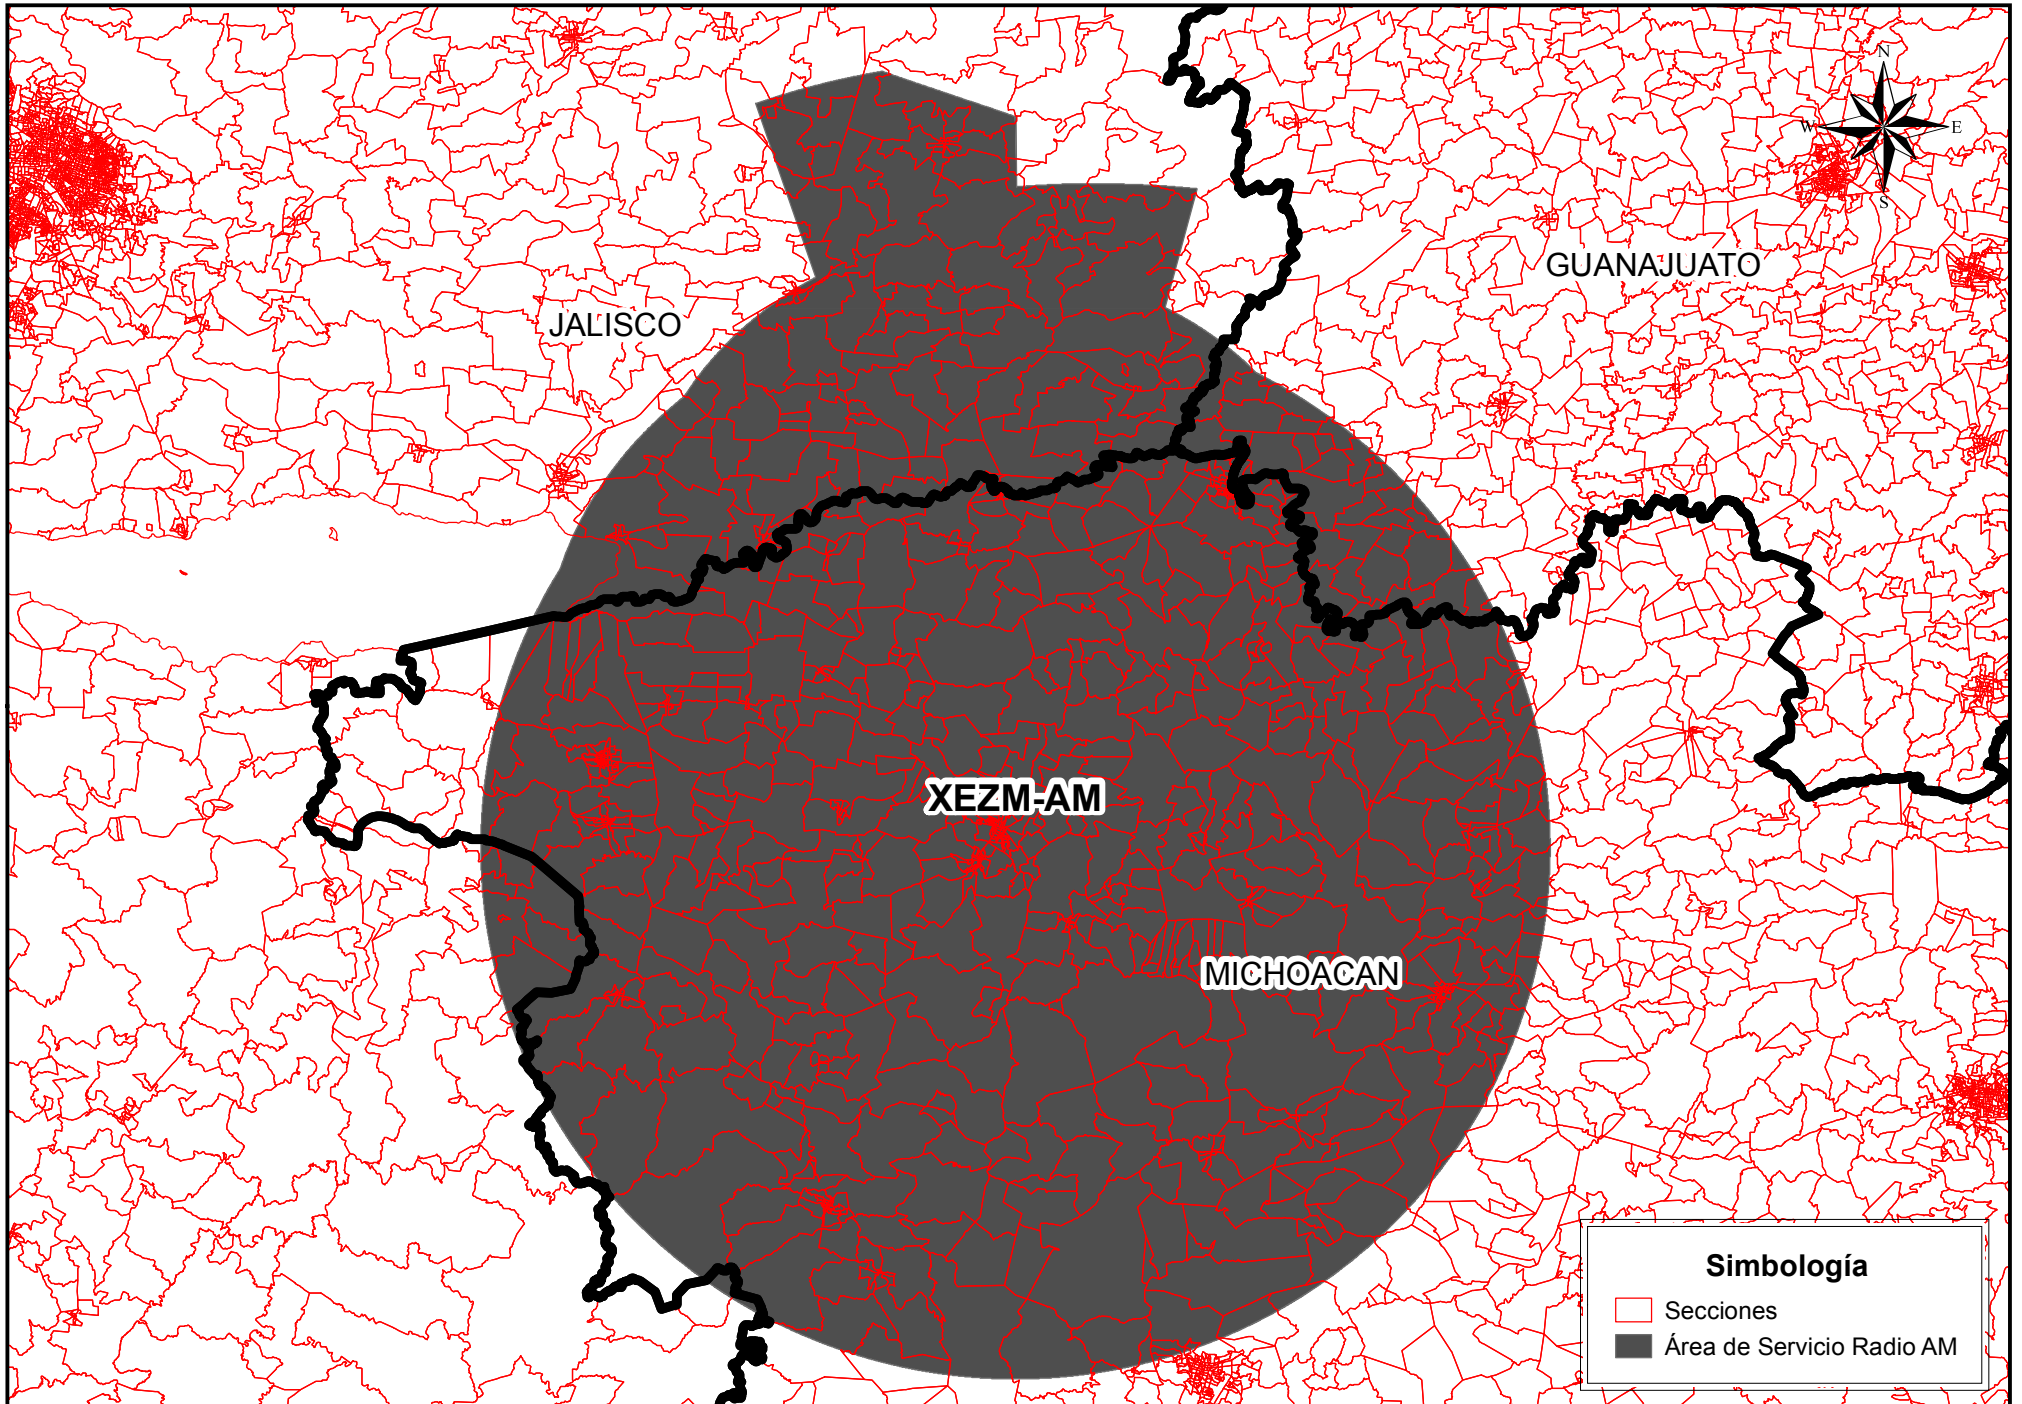 N
W E
S
GUANAJUATO
JALISCO
XEZM-AM
MICHOACAN
Simbología
Secciones
Área de Servicio Radio AM